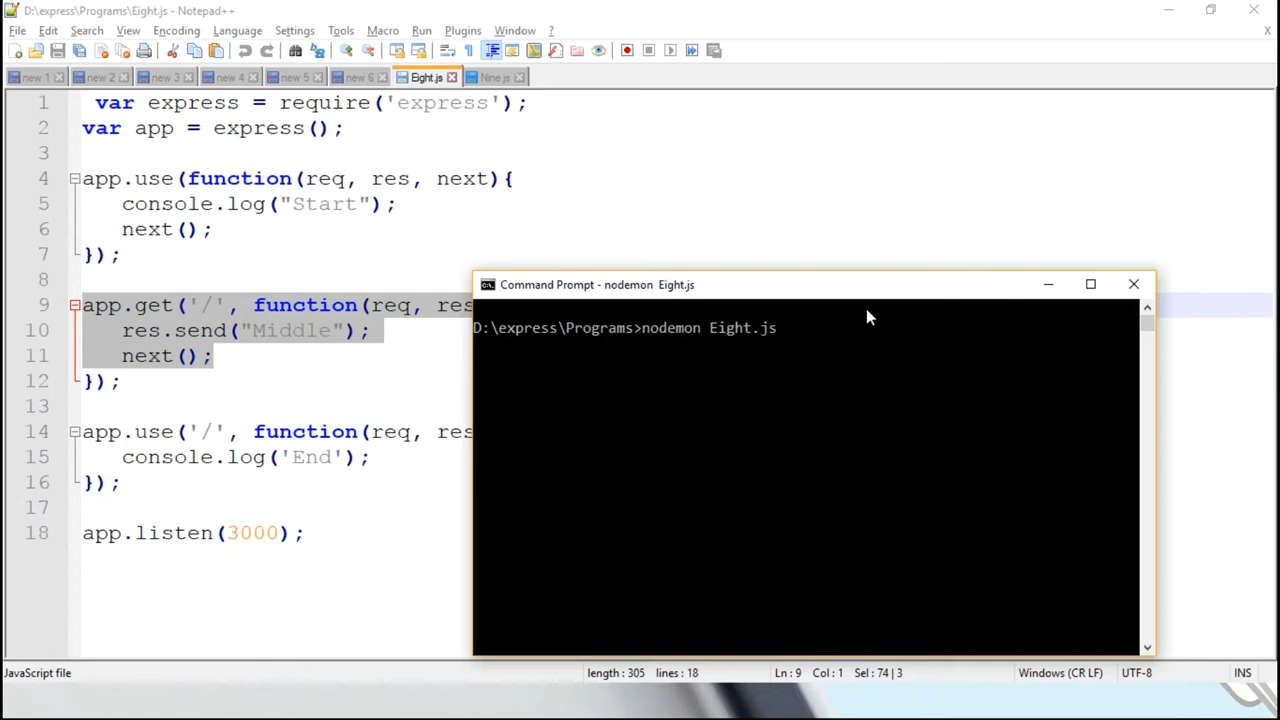 D:\express\Programs\Eight.js - Notepad++
File Edit Search View Encoding Language Settings Tools Macro Run Plugins Window ? X
new 1 new 2 new 3 new 4 new 5 new 6 Eight.js Nine.js
1 var express = require('express');
2 var app = express();
3
4 app.use(function(req, res, next){
5 console.log("Start");
6 next();
7 });
8
9 app.get('/', function(req, res
10 res.send("Middle");
11 next();
12 });
13
14 app.use('/', function(req, res
15 console.log('End');
16 });
17
18 app.listen(3000);
Command Prompt - nodemon Eight.js
D:\express\Programs>nodemon Eight.js
JavaScript file length : 305 lines : 18 Ln : 9 Col : 1 Sel : 74 | 3 Windows (CR LF) UTF-8 INS